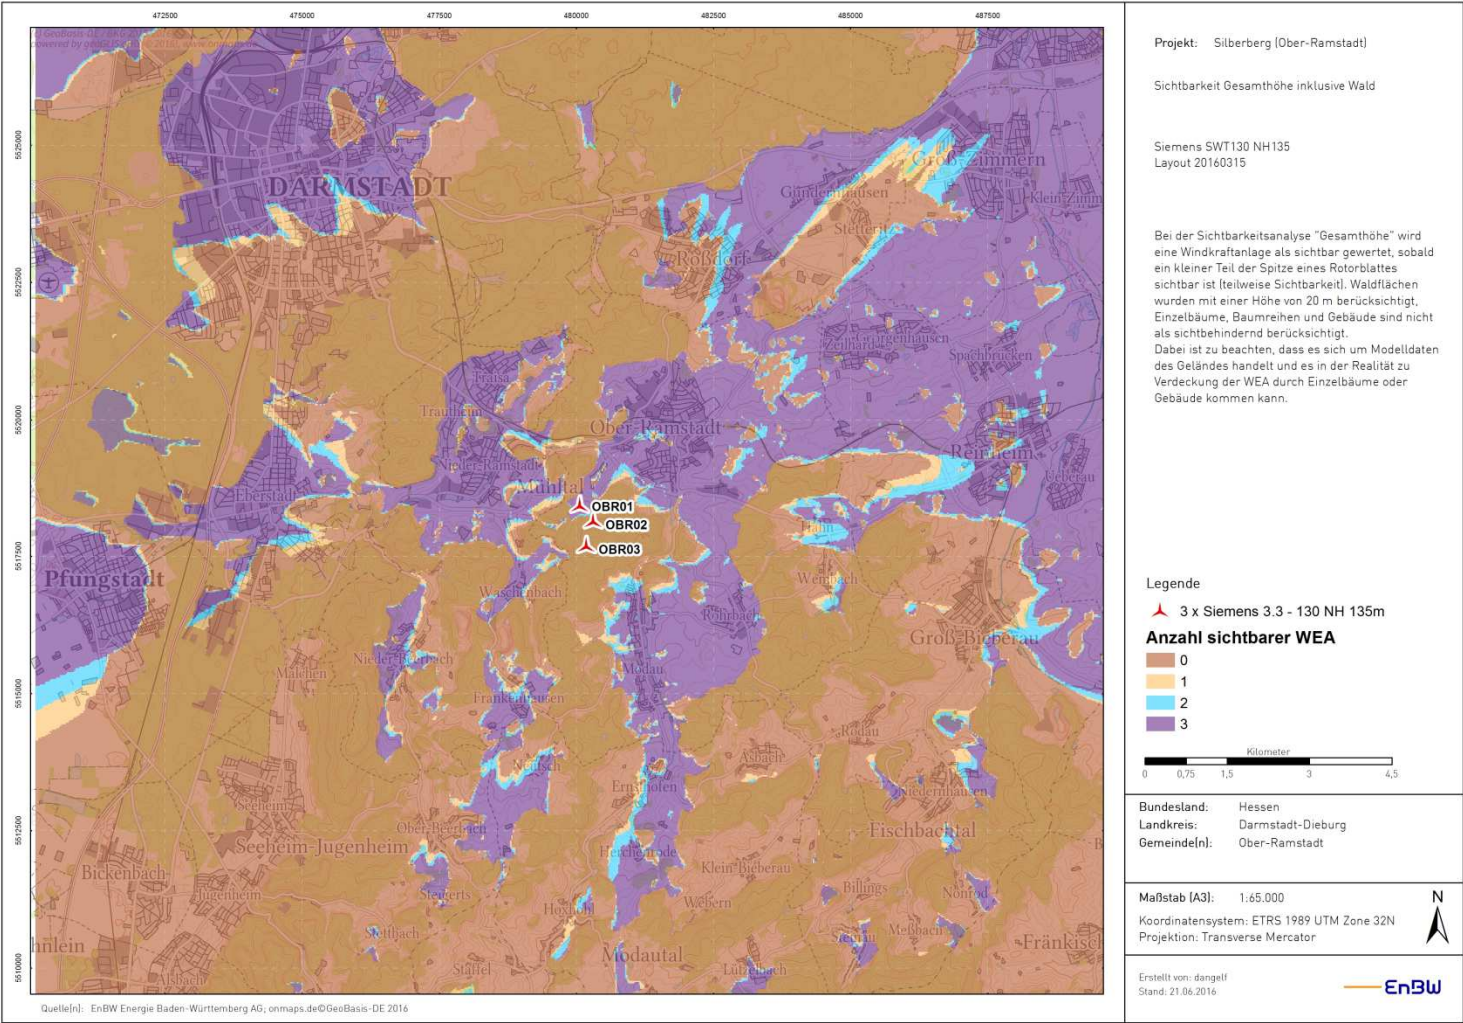 472500
475000
477500
480000
482500
485000
487500
5525000
5522500
5520000
5517500
5515000
5512500
5510000
DARMSTADT
Groß-Zimmern
Gundernhausen
Klein-Zimm
Stetteritz
Roßdorf
Zeilhard
Georgenhausen
Spachbrücken
Traisa
Trautheim
Ober-Ramstadt
Nieder-Ramstadt
Reinheim
Ueberau
Eberstadt
Mühltal
OBR01
OBR02
OBR03
Hahn
Pfungstadt
Waschenbach
Wembach
Rohrbach
Groß-Bieberau
Nieder-Beerbach
Malchen
Modau
Frankenhausen
Rodau
Asbach
Neutsch
Ernsthofen
Niedernhausen
Seeheim
Ober-Beerbach
Fischbachtal
Seeheim-Jugenheim
Herchenrode
Bickenbach
Klein-Bieberau
Jugenheim
Steigerts
Billings
Nonrod
Webern
Hoxhohl
Stettbach
Steinau
Meßbach
hnlein
Fränkisch
Modautal
Staffel
Lützelbach
Alsbach
Quelle(n): EnBW Energie Baden-Württemberg AG; onmaps.de©GeoBasis-DE 2016
Projekt: Silberberg (Ober-Ramstadt)
Sichtbarkeit Gesamthöhe inklusive Wald
Siemens SWT130 NH135
Layout 20160315
Bei der Sichtbarkeitsanalyse "Gesamthöhe" wird
eine Windkraftanlage als sichtbar gewertet, sobald
ein kleiner Teil der Spitze eines Rotorblattes
sichtbar ist (teilweise Sichtbarkeit). Waldflächen
wurden mit einer Höhe von 20 m berücksichtigt,
Einzelbäume, Baumreihen und Gebäude sind nicht
als sichtbehindernd berücksichtigt.
Dabei ist zu beachten, dass es sich um Modelldaten
des Geländes handelt und es in der Realität zu
Verdeckung der WEA durch Einzelbäume oder
Gebäude kommen kann.
Legende
3 x Siemens 3.3 - 130 NH 135m
Anzahl sichtbarer WEA
0
1
2
3
Kilometer
0 0,75 1,5 3 4,5
Bundesland: Hessen
Landkreis: Darmstadt-Dieburg
Gemeinde(n): Ober-Ramstadt
Maßstab (A3): 1:65.000
N
Koordinatensystem: ETRS 1989 UTM Zone 32N
Projektion: Transverse Mercator
Erstellt von: dangelf
Stand: 21.06.2016
EnBW